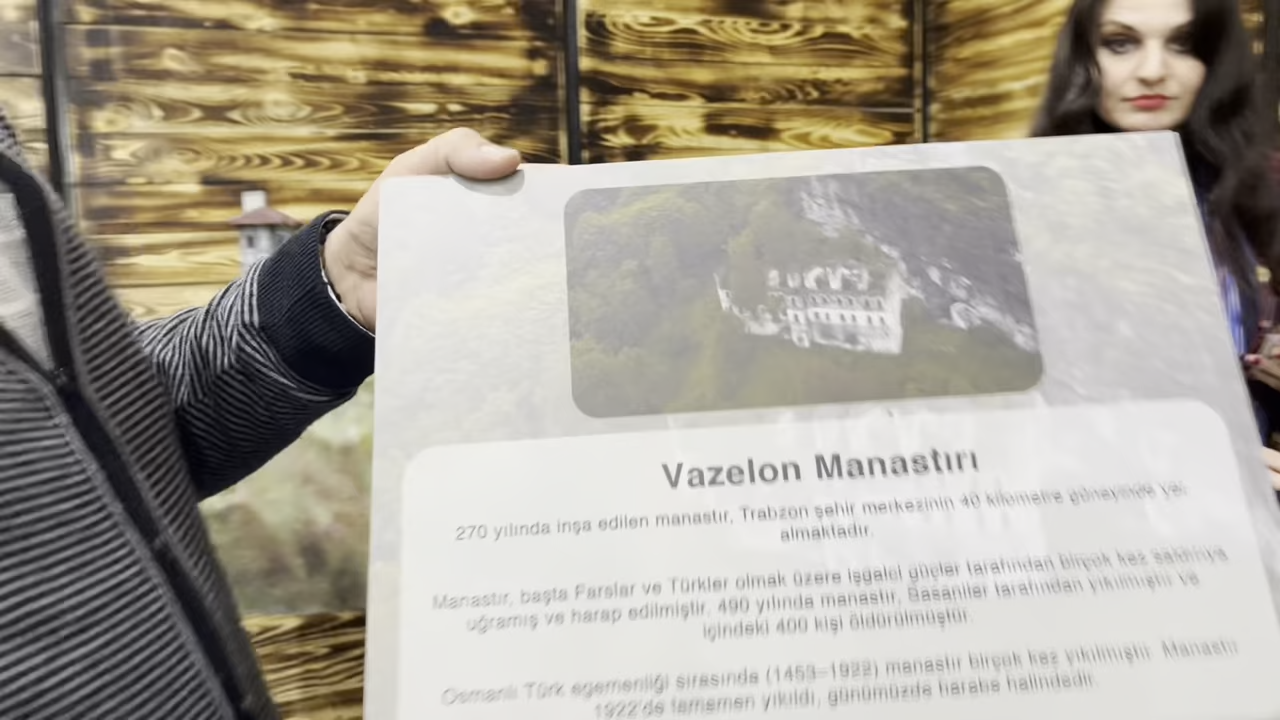 Vazelon Manastırı
270 yılında inşa edilen manastır, Trabzon şehir merkezinin 40 kilometre güneyinde yer
almaktadır.
Manastır, başta Farslar ve Türkler olmak üzere işgalci güçler tarafından birçok kez saldırıya
uğramış ve harap edilmiştir. 490 yılında manastır, Sasaniler tarafından yıkılmıştır ve
içindeki 400 kişi öldürülmüştür.
Osmanlı Türk egemenliği sırasında (1453–1922) manastır birçok kez yıkılmıştır. Manastır
1922'de tamamen yıkıldı, günümüzde harabe halindedir.